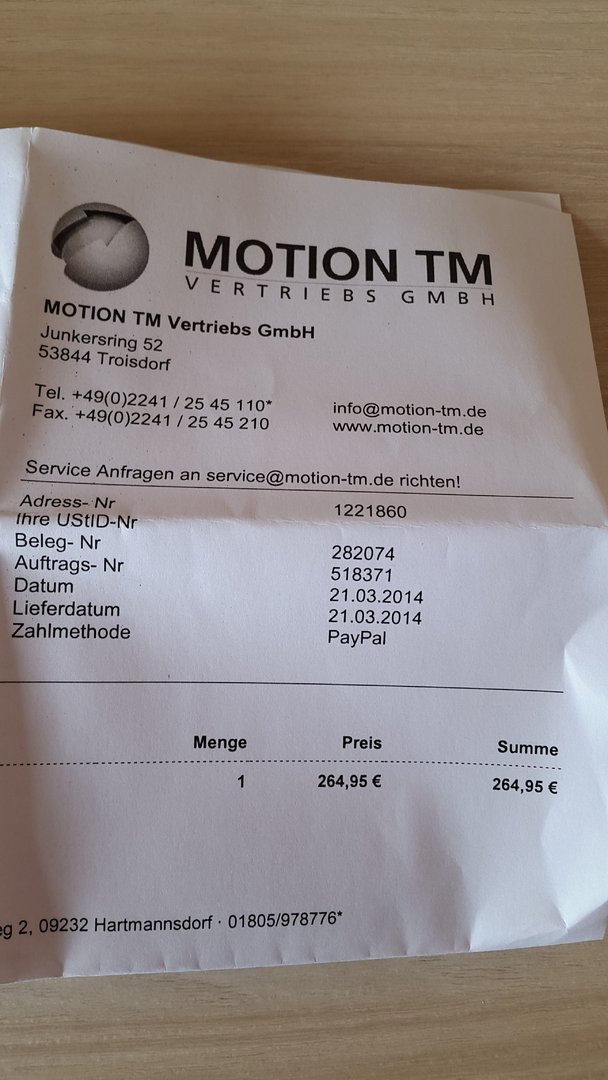 MOTION TM
VERTRIEBS GMBH
MOTION TM Vertriebs GmbH
Junkersring 52
53844 Troisdorf
Tel. +49(0)2241 / 25 45 110*
Fax. +49(0)2241 / 25 45 210
info@motion-tm.de
www.motion-tm.de
Service Anfragen an service@motion-tm.de richten!
Adress- Nr 1221860
Ihre UStID-Nr
Beleg- Nr 282074
Auftrags- Nr 518371
Datum 21.03.2014
Lieferdatum 21.03.2014
Zahlmethode PayPal
Menge Preis Summe
1 264,95 € 264,95 €
2, 09232 Hartmannsdorf · 01805/978776*